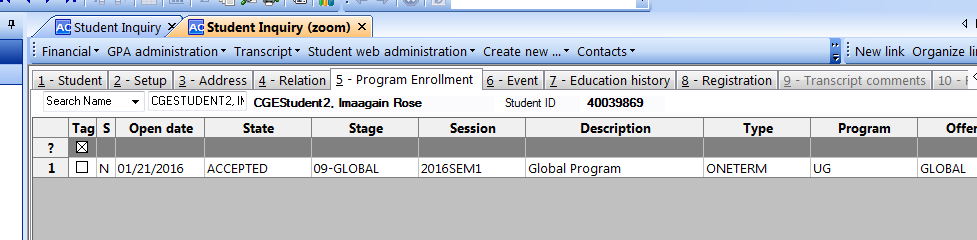 AC Student Inquiry AC Student Inquiry (zoom)
Financial GPA administration Transcript Student web administration Create new ... Contacts New link Organize
1 - Student 2 - Setup 3 - Address 4 - Relation 5 - Program Enrollment 6 - Event 7 - Education history 8 - Registration 9 - Transcript comments 10 -
Search Name CGESTUDENT2, CGEStudent2, Imaagain Rose Student ID 40039869
Tag S Open date State Stage Session Description Type Program
?
1 N 01/21/2016 ACCEPTED 09-GLOBAL 2016SEM1 Global Program ONETERM UG GLOBAL